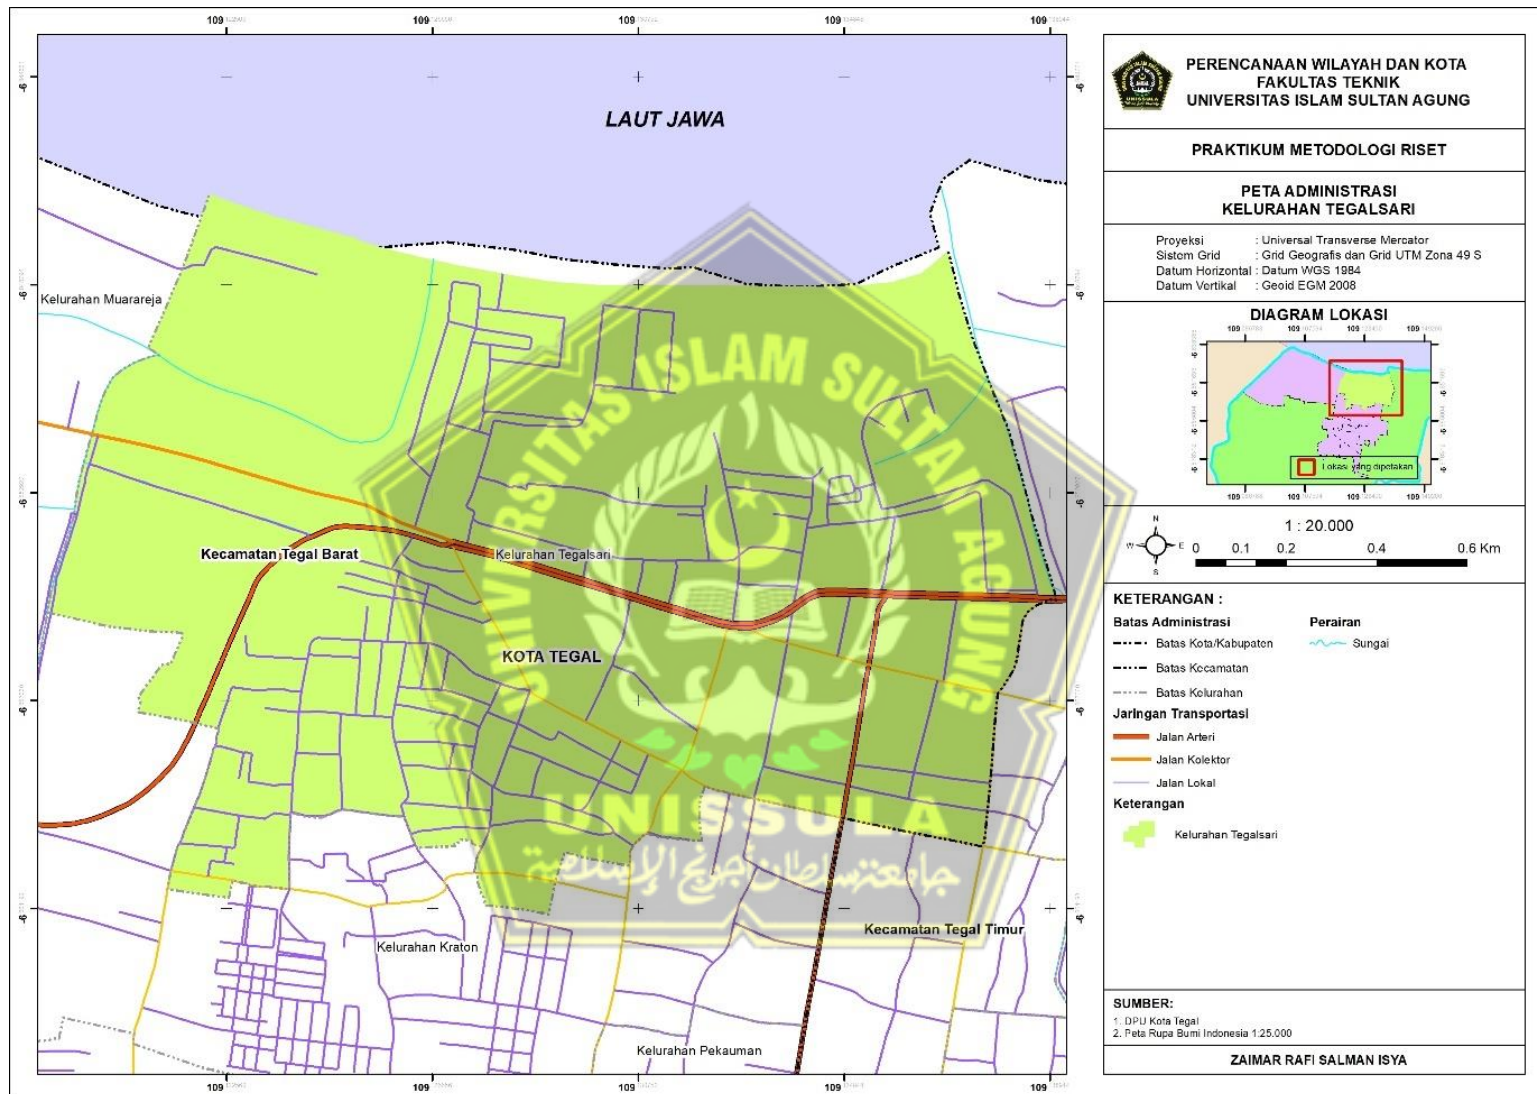 LAUT JAWA
Kelurahan Muarareja
Kecamatan Tegal Barat
Kelurahan Tegalsari
KOTA TEGAL
Kecamatan Tegal Timur
Kelurahan Kraton
Kelurahan Pekauman
UNIVERSITAS ISLAM SULTAN AGUNG
UNISSULA
جامعتسلطان أجونج الإسلامية
PERENCANAAN WILAYAH DAN KOTA
FAKULTAS TEKNIK
UNIVERSITAS ISLAM SULTAN AGUNG
PRAKTIKUM METODOLOGI RISET
PETA ADMINISTRASI
KELURAHAN TEGALSARI
Proyeksi : Universal Transverse Mercator
Sistem Grid : Grid Geografis dan Grid UTM Zona 49 S
Datum Horizontal : Datum WGS 1984
Datum Vertikal : Geoid EGM 2008
DIAGRAM LOKASI
Lokasi yang dipetakan
N
W E
S
1 : 20.000
0 0.1 0.2 0.4 0.6 Km
KETERANGAN :
Batas Administrasi
Batas Kota/Kabupaten
Batas Kecamatan
Batas Kelurahan
Perairan
Sungai
Jaringan Transportasi
Jalan Arteri
Jalan Kolektor
Jalan Lokal
Keterangan
Kelurahan Tegalsari
SUMBER:
1. DPU Kota Tegal
2. Peta Rupa Bumi Indonesia 1:25.000
ZAIMAR RAFI SALMAN ISYA